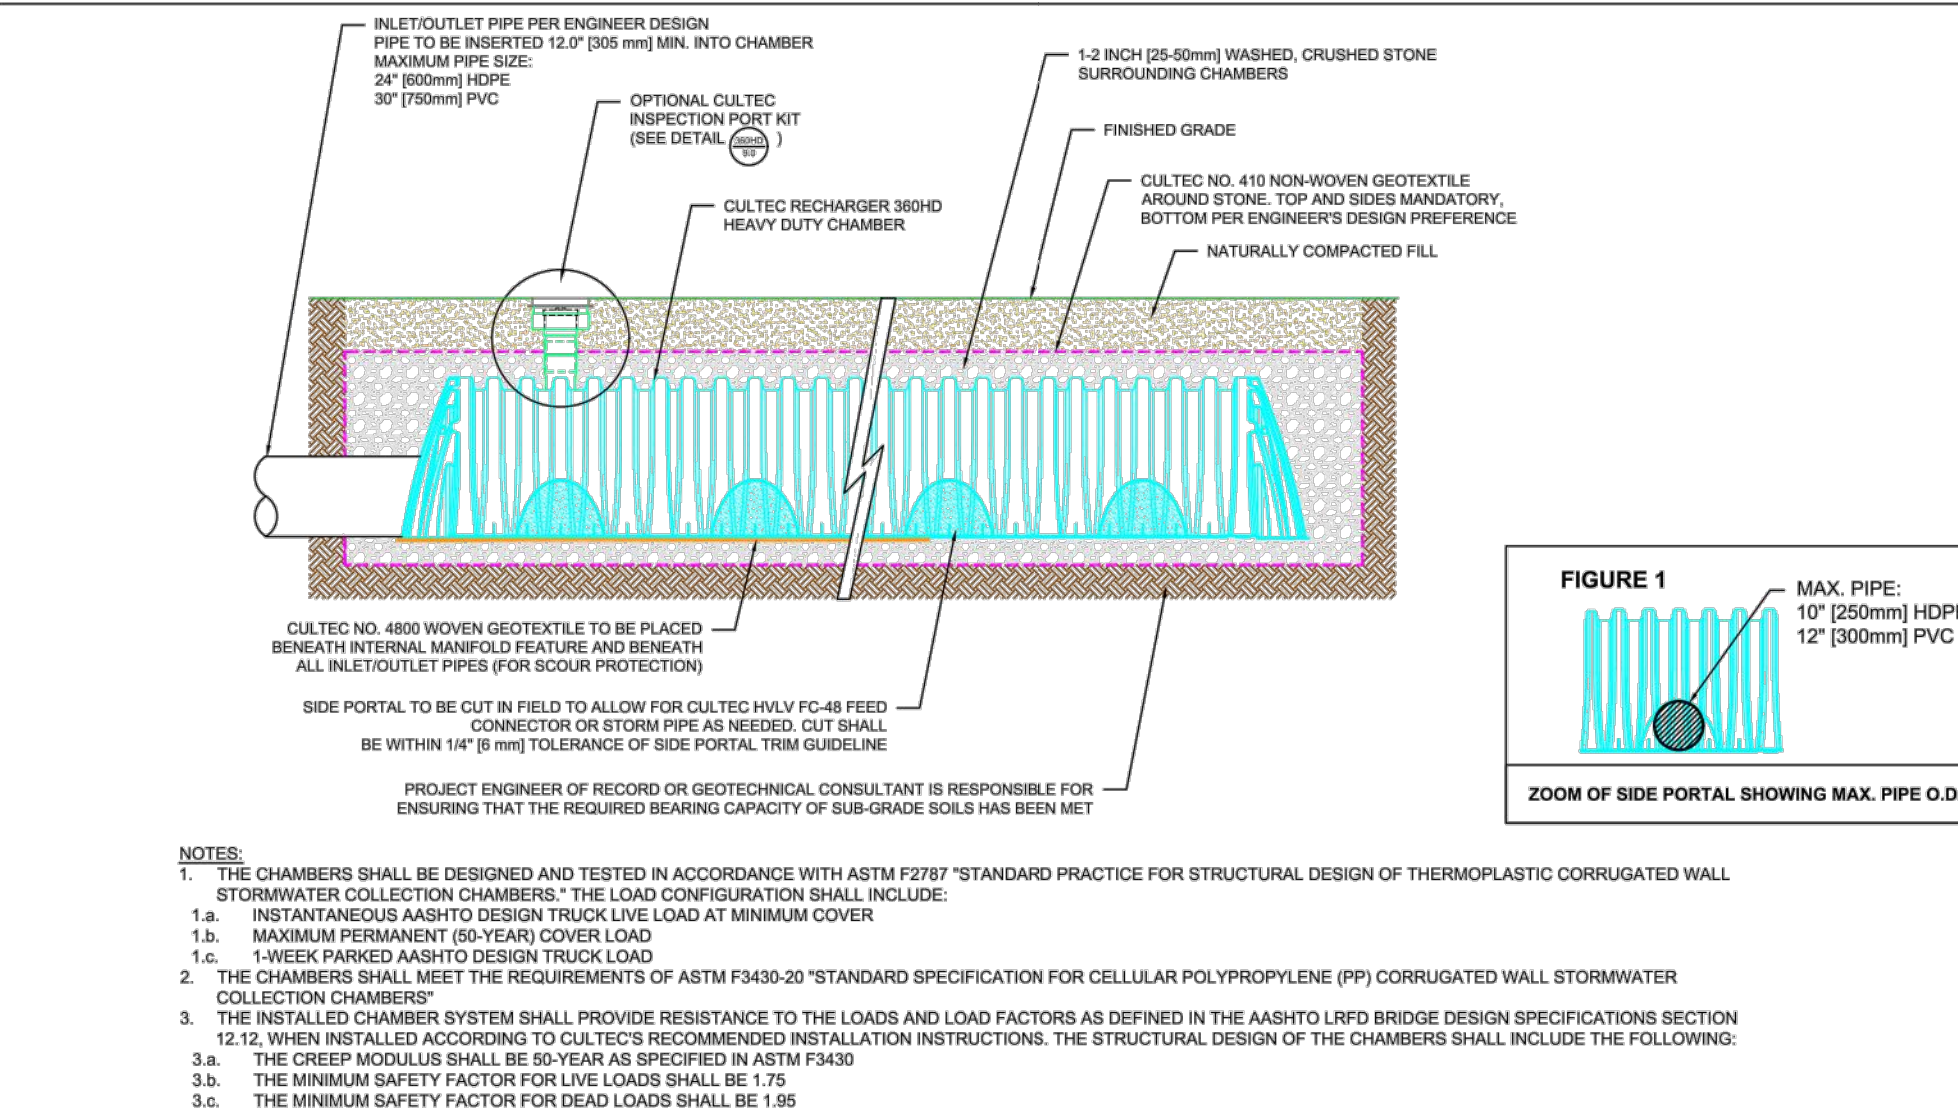 INLET/OUTLET PIPE PER ENGINEER DESIGN
PIPE TO BE INSERTED 12.0" [305 mm] MIN. INTO CHAMBER
MAXIMUM PIPE SIZE:
24" [600mm] HDPE
30" [750mm] PVC
OPTIONAL CULTEC
INSPECTION PORT KIT
(SEE DETAIL 360HD 9.0 )
CULTEC RECHARGER 360HD
HEAVY DUTY CHAMBER
1-2 INCH [25-50mm] WASHED, CRUSHED STONE
SURROUNDING CHAMBERS
FINISHED GRADE
CULTEC NO. 410 NON-WOVEN GEOTEXTILE
AROUND STONE. TOP AND SIDES MANDATORY,
BOTTOM PER ENGINEER'S DESIGN PREFERENCE
NATURALLY COMPACTED FILL
CULTEC NO. 4800 WOVEN GEOTEXTILE TO BE PLACED
BENEATH INTERNAL MANIFOLD FEATURE AND BENEATH
ALL INLET/OUTLET PIPES (FOR SCOUR PROTECTION)
SIDE PORTAL TO BE CUT IN FIELD TO ALLOW FOR CULTEC HVLV FC-48 FEED
CONNECTOR OR STORM PIPE AS NEEDED. CUT SHALL
BE WITHIN 1/4" [6 mm] TOLERANCE OF SIDE PORTAL TRIM GUIDELINE
PROJECT ENGINEER OF RECORD OR GEOTECHNICAL CONSULTANT IS RESPONSIBLE FOR
ENSURING THAT THE REQUIRED BEARING CAPACITY OF SUB-GRADE SOILS HAS BEEN MET
FIGURE 1
MAX. PIPE:
10" [250mm] HDP
12" [300mm] PVC
ZOOM OF SIDE PORTAL SHOWING MAX. PIPE O.D
NOTES:
1. THE CHAMBERS SHALL BE DESIGNED AND TESTED IN ACCORDANCE WITH ASTM F2787 "STANDARD PRACTICE FOR STRUCTURAL DESIGN OF THERMOPLASTIC CORRUGATED WALL
STORMWATER COLLECTION CHAMBERS." THE LOAD CONFIGURATION SHALL INCLUDE:
1.a. INSTANTANEOUS AASHTO DESIGN TRUCK LIVE LOAD AT MINIMUM COVER
1.b. MAXIMUM PERMANENT (50-YEAR) COVER LOAD
1.c. 1-WEEK PARKED AASHTO DESIGN TRUCK LOAD
2. THE CHAMBERS SHALL MEET THE REQUIREMENTS OF ASTM F3430-20 "STANDARD SPECIFICATION FOR CELLULAR POLYPROPYLENE (PP) CORRUGATED WALL STORMWATER
COLLECTION CHAMBERS"
3. THE INSTALLED CHAMBER SYSTEM SHALL PROVIDE RESISTANCE TO THE LOADS AND LOAD FACTORS AS DEFINED IN THE AASHTO LRFD BRIDGE DESIGN SPECIFICATIONS SECTION
12.12, WHEN INSTALLED ACCORDING TO CULTEC'S RECOMMENDED INSTALLATION INSTRUCTIONS. THE STRUCTURAL DESIGN OF THE CHAMBERS SHALL INCLUDE THE FOLLOWING:
3.a. THE CREEP MODULUS SHALL BE 50-YEAR AS SPECIFIED IN ASTM F3430
3.b. THE MINIMUM SAFETY FACTOR FOR LIVE LOADS SHALL BE 1.75
3.c. THE MINIMUM SAFETY FACTOR FOR DEAD LOADS SHALL BE 1.95